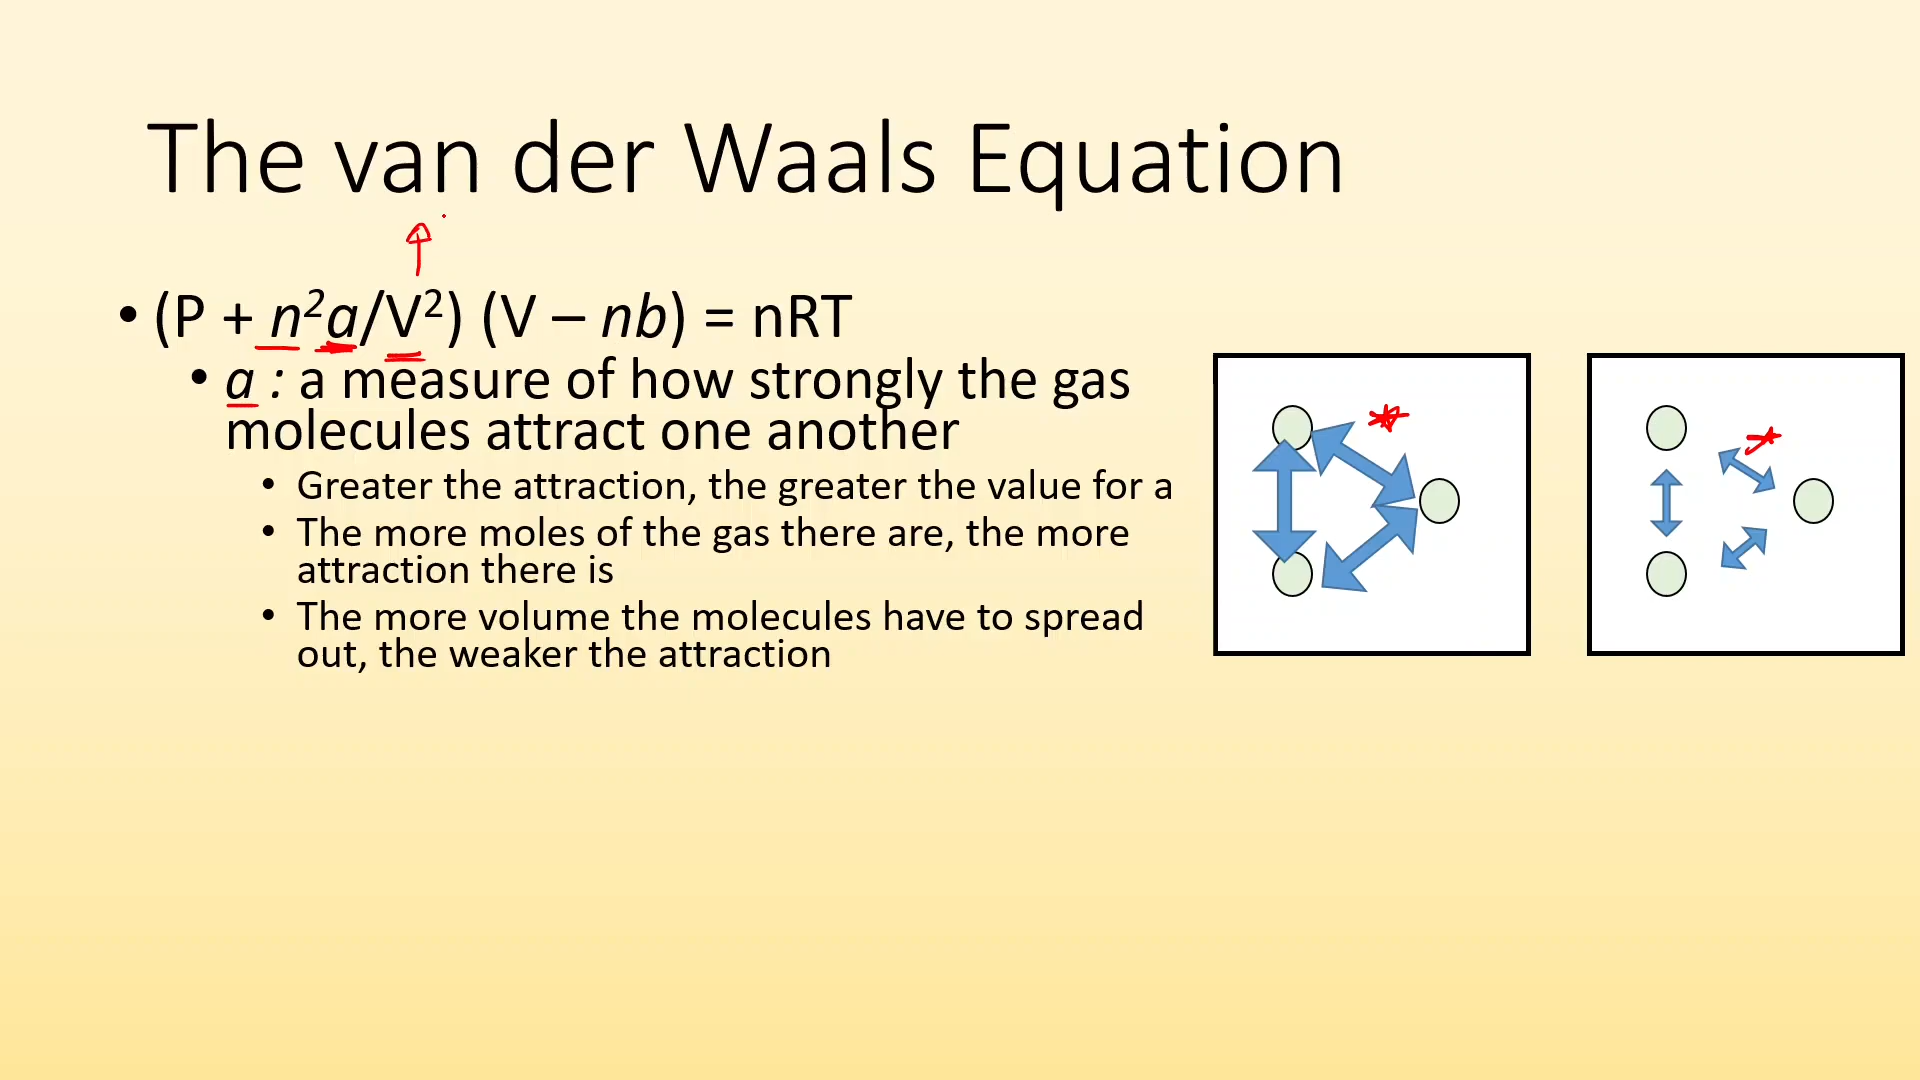 The van der Waals Equation
• (P + n²a/V²) (V – nb) = nRT
• a : a measure of how strongly the gas
molecules attract one another
• Greater the attraction, the greater the value for a
• The more moles of the gas there are, the more
attraction there is
• The more volume the molecules have to spread
out, the weaker the attraction